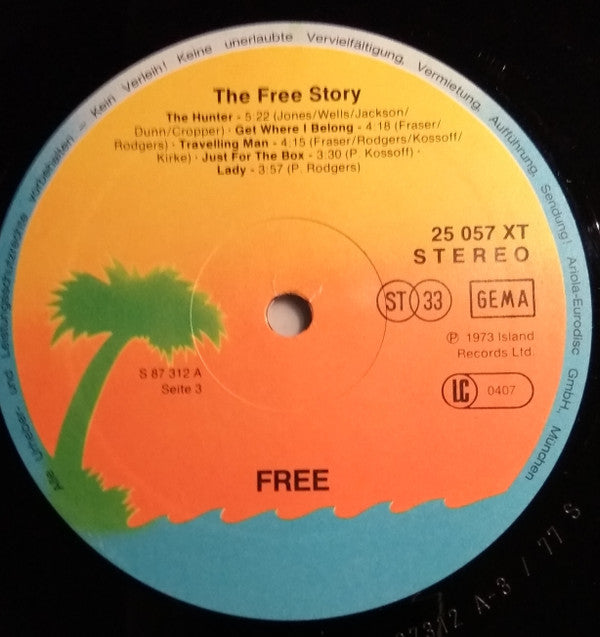 Alle Urheber- und Leistungsschutzrechte vorbehalten – Kein Verleih! Keine unerlaubte Vervielfältigung, Vermietung, Aufführung, Sendung! Ariola-Eurodisc GmbH., München
The Free Story
The Hunter - 5:22 (Jones/Wells/Jackson/
Dunn/Cropper) · Get Where I Belong - 4:18 (Fraser/
Rodgers) · Travelling Man - 4:15 (Fraser/Rodgers/Kossoff/
Kirke) · Just For The Box - 3:30 (P. Kossoff) ·
Lady - 3:57 (P. Rodgers)
25 057 XT
STEREO
ST 33 GEMA
℗ 1973 Island
Records Ltd.
LC 0407
S 87 312 A
Seite 3
FREE
A-3 / 77 S